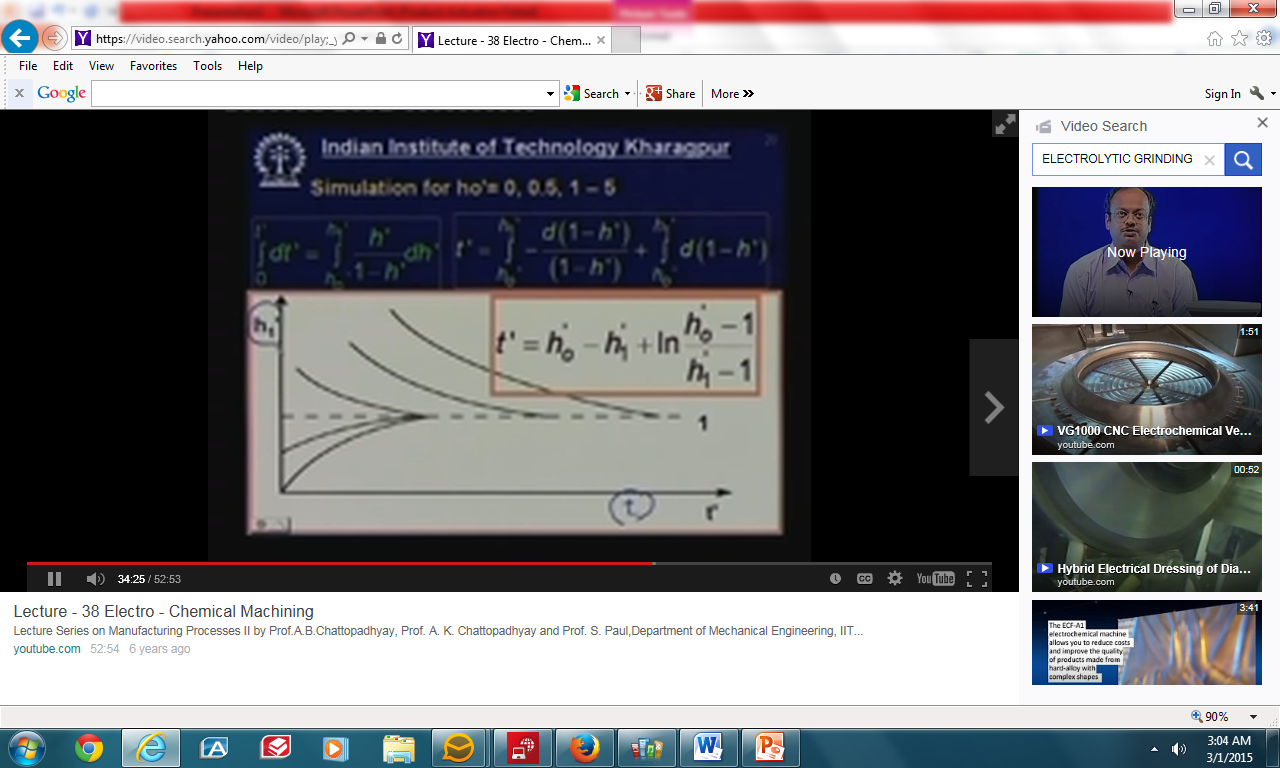 https://video.search.yahoo.com/video/play;_
Lecture - 38 Electro - Chem...
File Edit View Favorites Tools Help
x Google Search Share More »
Sign In
Indian Institute of Technology Kharagpur
Simulation for ho'= 0, 0.5, 1 – 5
t' = h₀' − h₁' + ln (h₀' − 1)/(h₁' − 1)
h₁'
1
t
t'
34:25 / 52:53
CC
YouTube
Lecture - 38 Electro - Chemical Machining
Lecture Series on Manufacturing Processes II by Prof.A.B.Chattopadhyay, Prof. A. K. Chattopadhyay and Prof. S. Paul,Department of Mechanical Engineering, IIT...
youtube.com 52:54 6 years ago
Video Search
ELECTROLYTIC GRINDING
Now Playing
1:51
VG1000 CNC Electrochemical Ve...
youtube.com
00:52
Hybrid Electrical Dressing of Dia...
youtube.com
3:41
The ECF-A1
electrochemical machine
allows you to reduce costs
and improve the quality
of products made from
hard-alloy with
complex shapes
90%
3:04 AM
3/1/2015